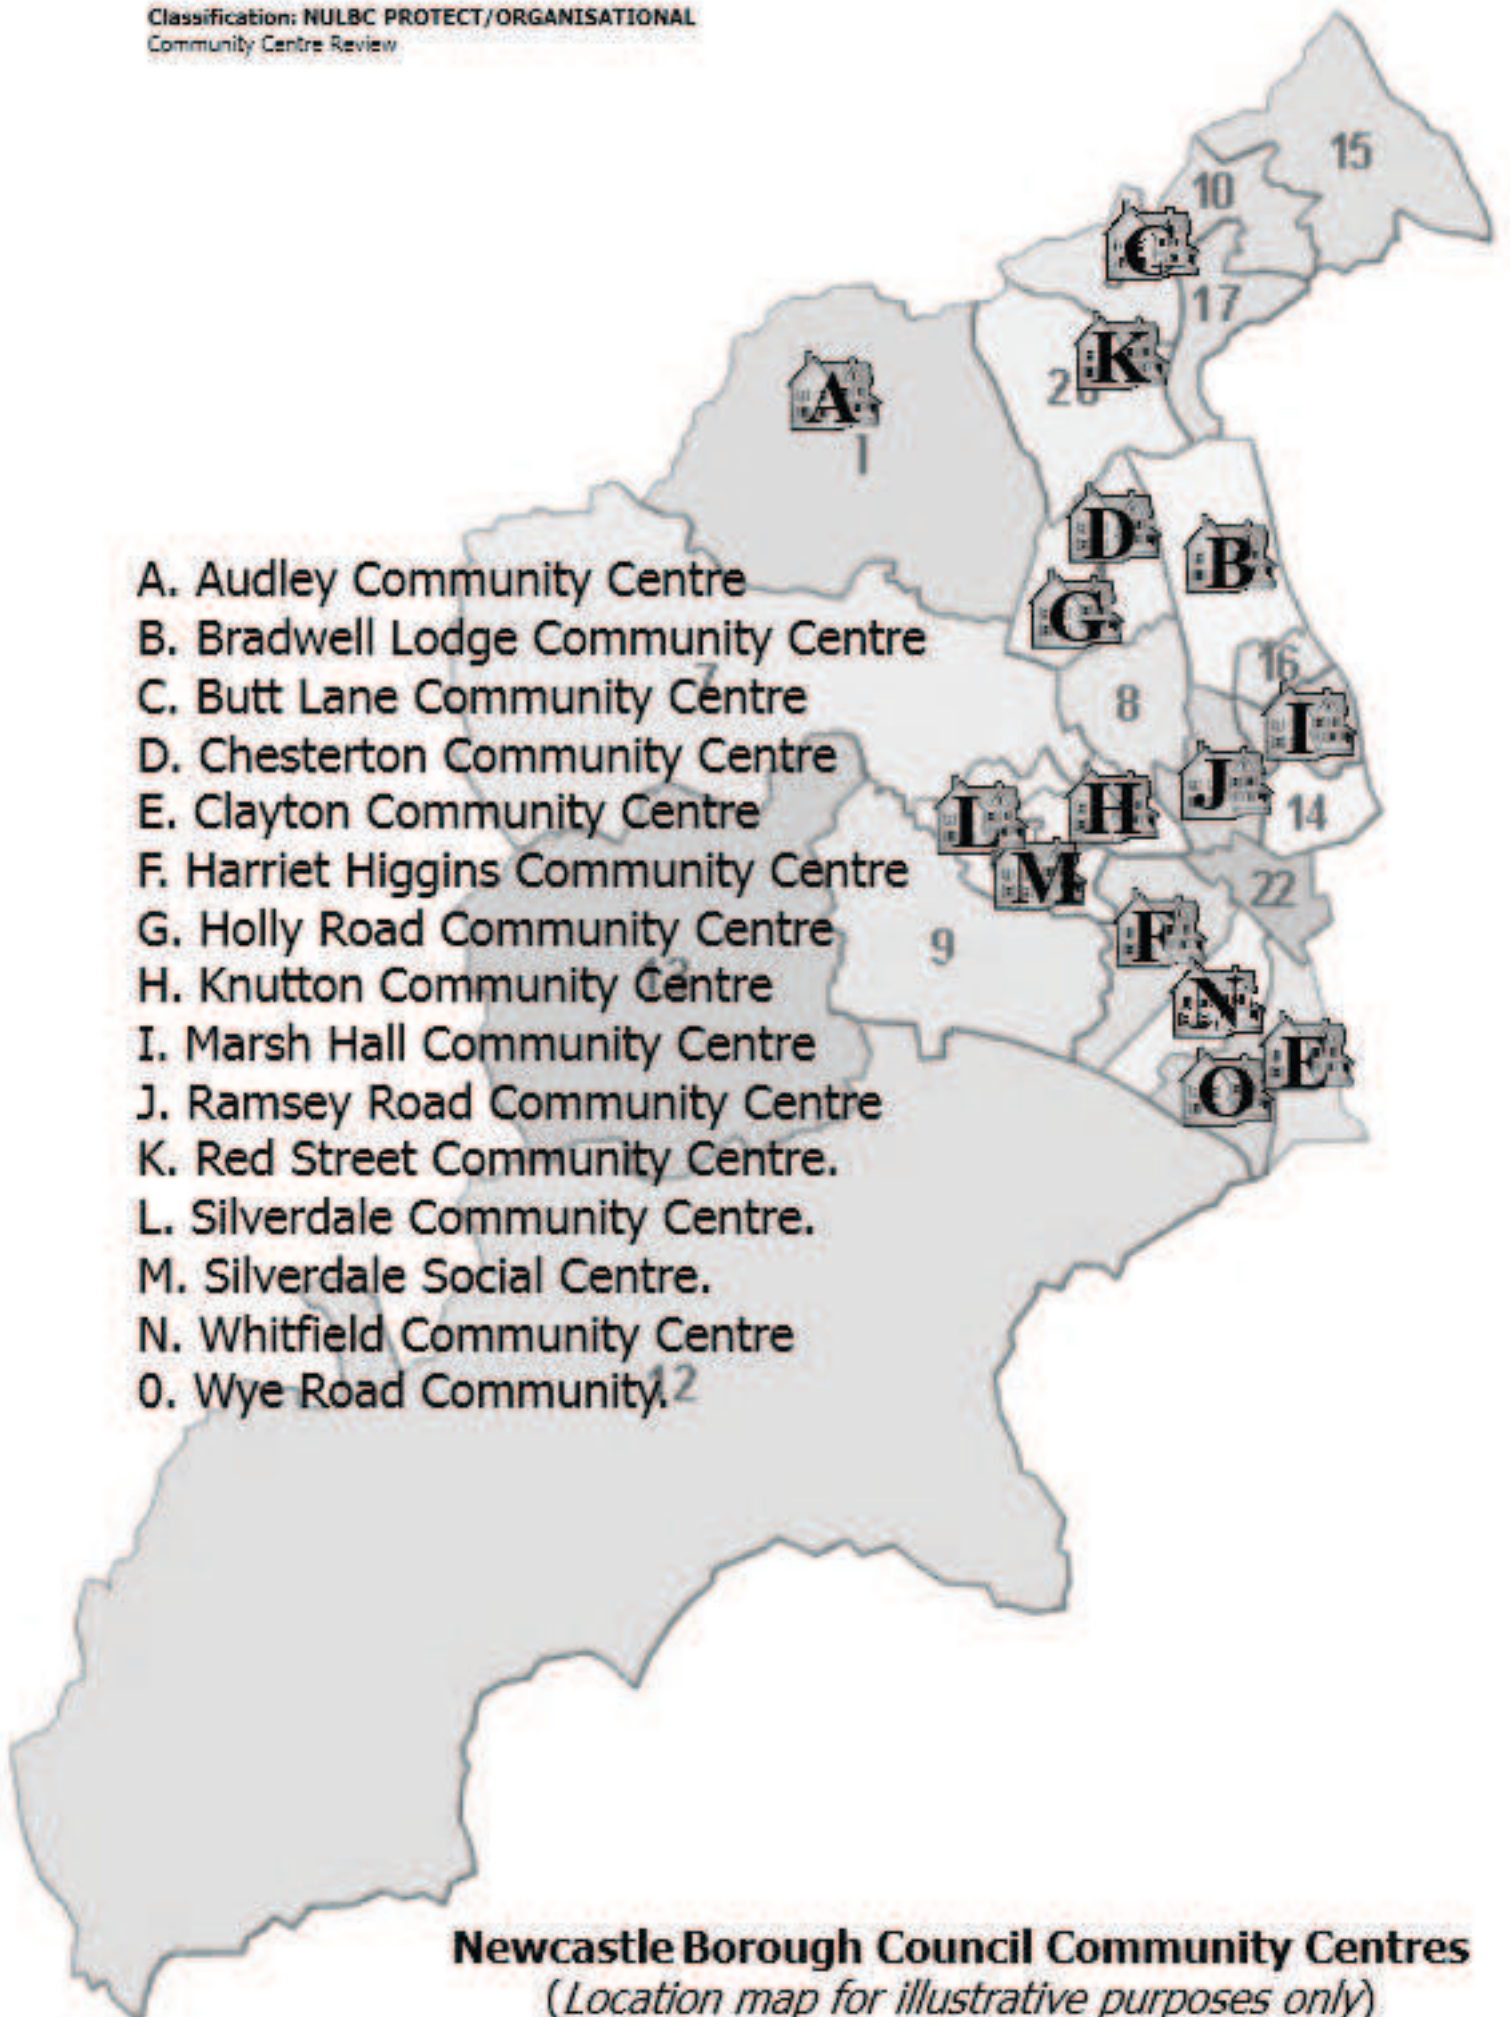 Classification: NULBC PROTECT/ORGANISATIONAL
Community Centre Review
15
10
C
17
K
A
1
D
B
A. Audley Community Centre
G
B. Bradwell Lodge Community Centre
16
7
C. Butt Lane Community Centre
8
I
D. Chesterton Community Centre
J
L
H
14
E. Clayton Community Centre
M
F. Harriet Higgins Community Centre
22
G. Holly Road Community Centre
9
F
H. Knutton Community Centre
N
I. Marsh Hall Community Centre
E
O
J. Ramsey Road Community Centre
K. Red Street Community Centre.
L. Silverdale Community Centre.
M. Silverdale Social Centre.
N. Whitfield Community Centre
0. Wye Road Community.
12
Newcastle Borough Council Community Centres
(Location map for illustrative purposes only)